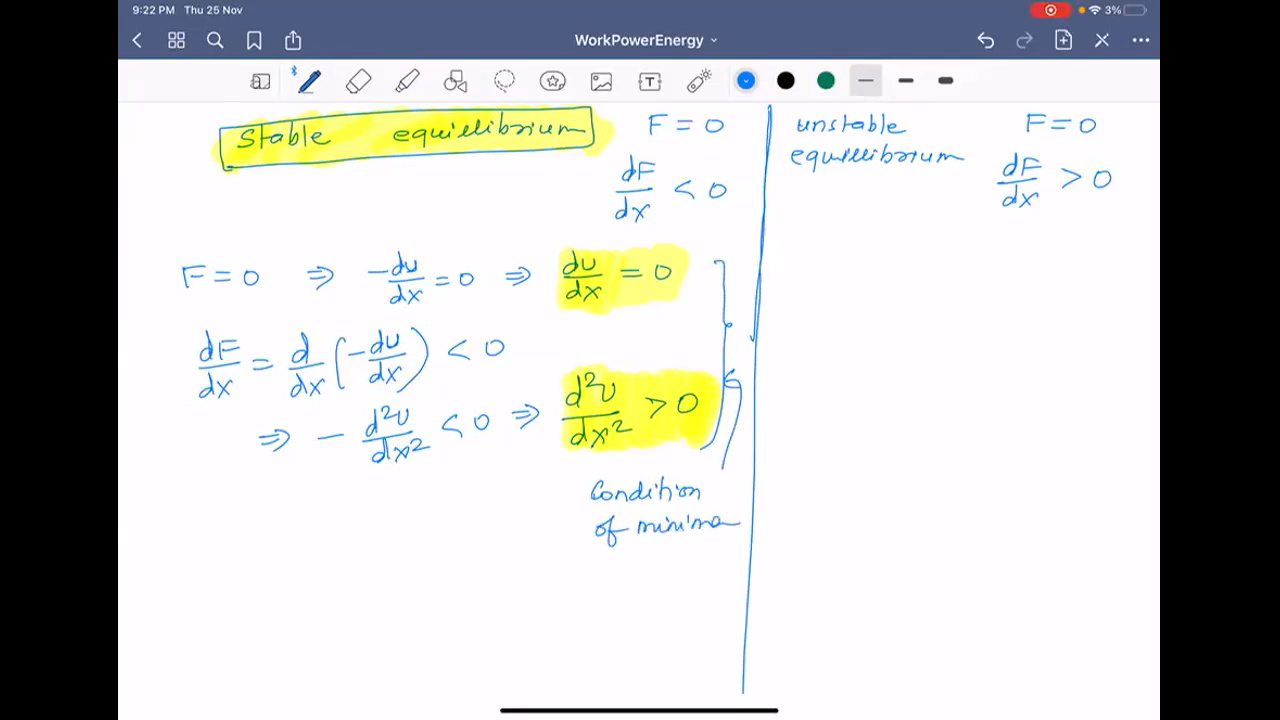 9:22 PM Thu 25 Nov
3%
WorkPowerEnergy
T
Stable equillibrium
F = 0
dF/dx < 0
F = 0 ⇒ -du/dx = 0 ⇒ du/dx = 0
dF/dx = d/dx (-du/dx) < 0
⇒ - d²u/dx² < 0 ⇒ d²u/dx² > 0
Condition
of minima
unstable
equillibrium
F = 0
dF/dx > 0